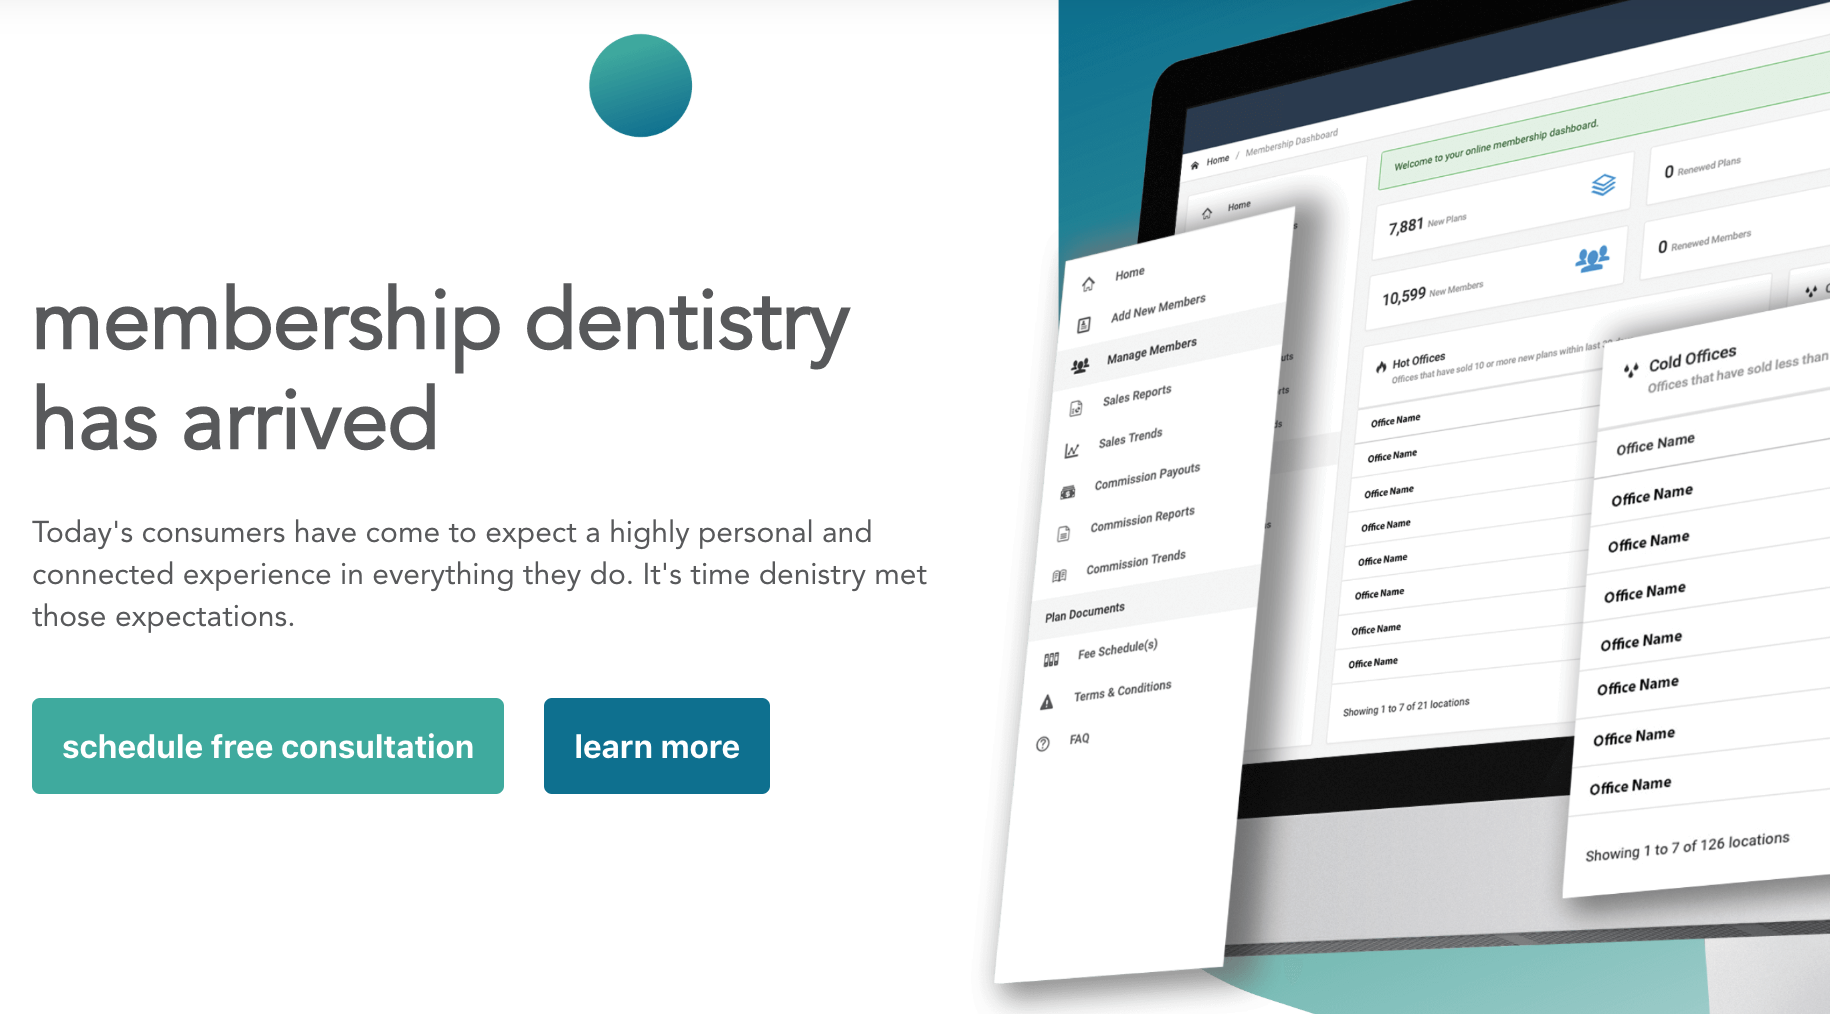 membership dentistry
has arrived
Today's consumers have come to expect a highly personal and
connected experience in everything they do. It's time denistry met
those expectations.
schedule free consultation
learn more
Home / Membership Dashboard
Home
Welcome to your online membership dashboard.
7,881 New Plans
0 Renewed Plans
10,599 New Members
0 Renewed Members
Hot Offices
Offices that have sold 10 or more new plans within last
Office Name
Office Name
Office Name
Office Name
Office Name
Office Name
Office Name
Office Name
Showing 1 to 7 of 21 locations
Home
Add New Members
Manage Members
Sales Reports
Sales Trends
Commission Payouts
Commission Reports
Commission Trends
Plan Documents
Fee Schedule(s)
Terms & Conditions
FAQ
Cold Offices
Offices that have sold less than
Office Name
Office Name
Office Name
Office Name
Office Name
Office Name
Office Name
Office Name
Showing 1 to 7 of 126 locations